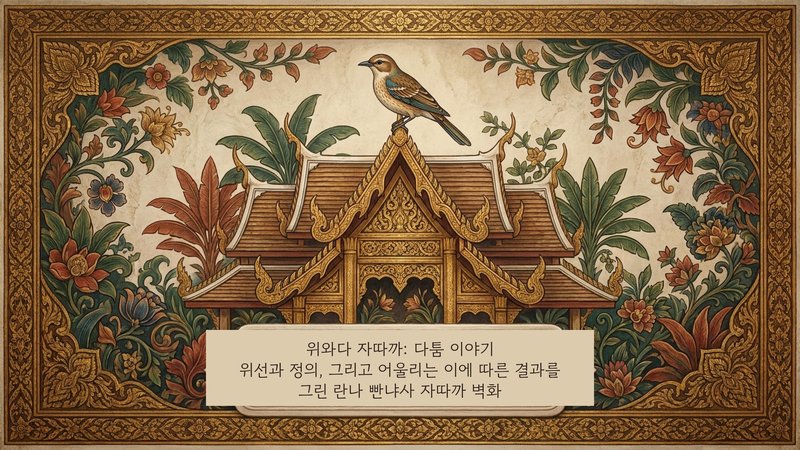 위와다 자따까: 다툼 이야기
위선과 정의, 그리고 어울리는 이에 따른 결과를
그린 란나 빤냐사 자따까 벽화